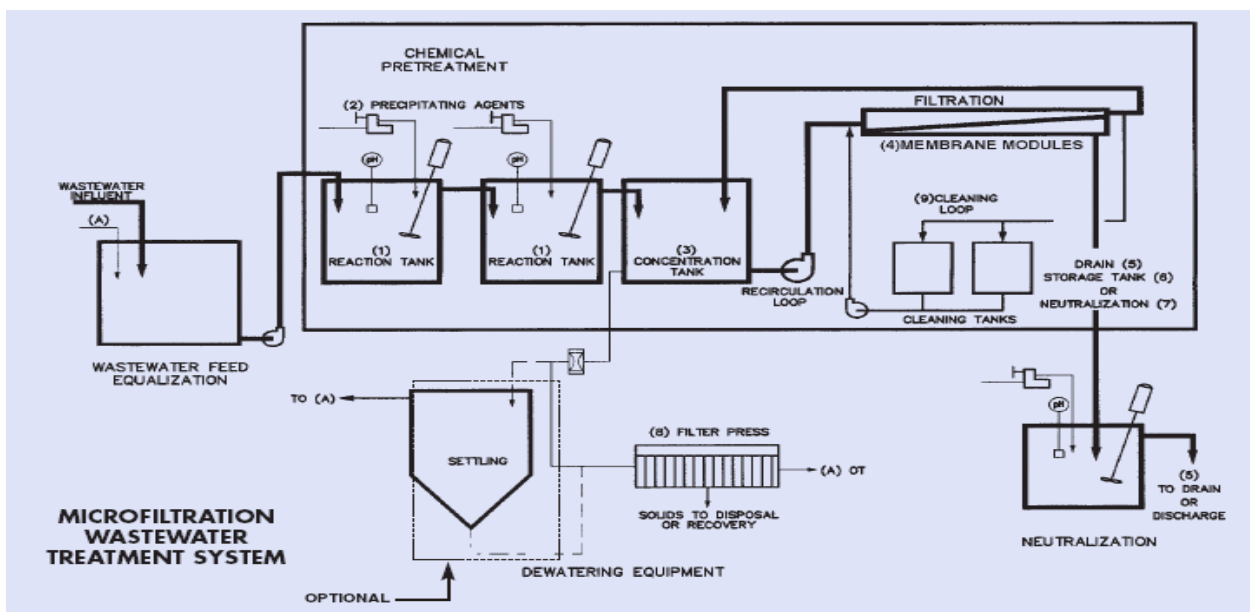 CHEMICAL
PRETREATMENT
(2) PRECIPITATING AGENTS
pH
pH
WASTEWATER
INFLUENT
(A)
(1)
REACTION TANK
(1)
REACTION TANK
(3)
CONCENTRATION
TANK
RECIRCULATION
LOOP
FILTRATION
(4)MEMBRANE MODULES
(9)CLEANING
LOOP
CLEANING TANKS
DRAIN (5)
STORAGE TANK (6)
OR
NEUTRALIZATION (7)
WASTEWATER FEED
EQUALIZATION
TO (A)
SETTLING
(8) FILTER PRESS
(A) OT
SOLIDS TO DISPOSAL
OR RECOVERY
pH
(5)
TO DRAIN
OR
DISCHARGE
NEUTRALIZATION
MICROFILTRATION
WASTEWATER
TREATMENT SYSTEM
DEWATERING EQUIPMENT
OPTIONAL